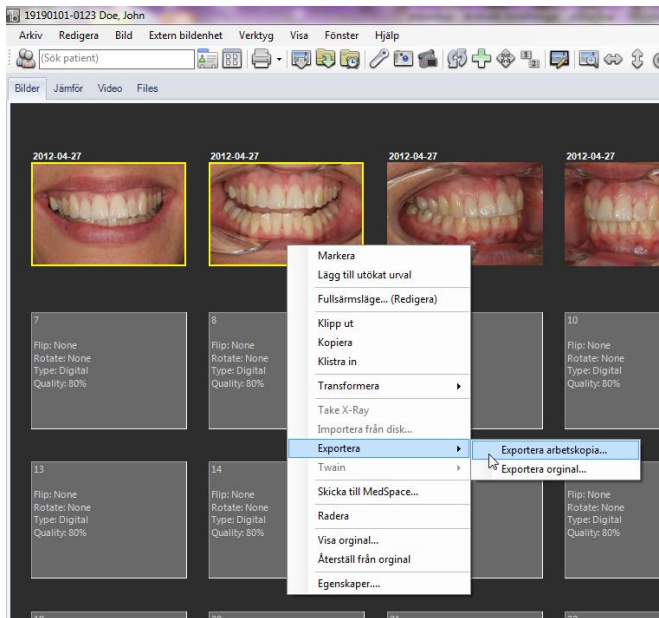 19190101-0123 Doe, John
Arkiv Redigera Bild Extern bildenhet Verktyg Visa Fönster Hjälp
(Sök patient)
Bilder Jämför Video Files
2012-04-27 2012-04-27 2012-04-27 2012-04-27
Markera
Lägg till utökat urval
Fullsärmsläge... (Redigera)
Klipp ut
Kopiera
Klistra in
Transformera
Take X-Ray
Importera från disk...
Exportera
Twain
Skicka till MedSpace...
Radera
Visa orginal...
Återställ från orginal
Egenskaper....
Exportera arbetskopia...
Exportera orginal...
7
Flip: None
Rotate: None
Type: Digital
Quality: 80%
8
Flip: None
Rotate: None
Type: Digital
Quality: 80%
10
Flip: None
Rotate: None
Type: Digital
Quality: 80%
13
Flip: None
Rotate: None
Type: Digital
Quality: 80%
14
Flip: None
Rotate: None
Type: Digital
Quality: 80%
Flip: None
Rotate: None
Type: Digital
Quality: 80%